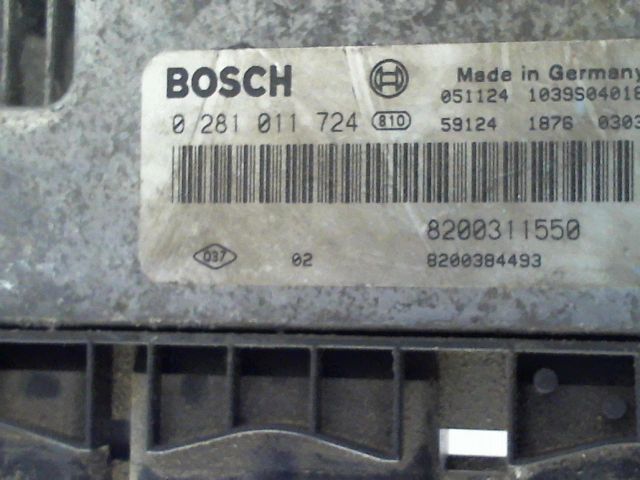 BOSCH
Made in Germany
051124 1039S04018
0 281 011 724 810
59124 1876 0303
8200311550
037 02 8200384493